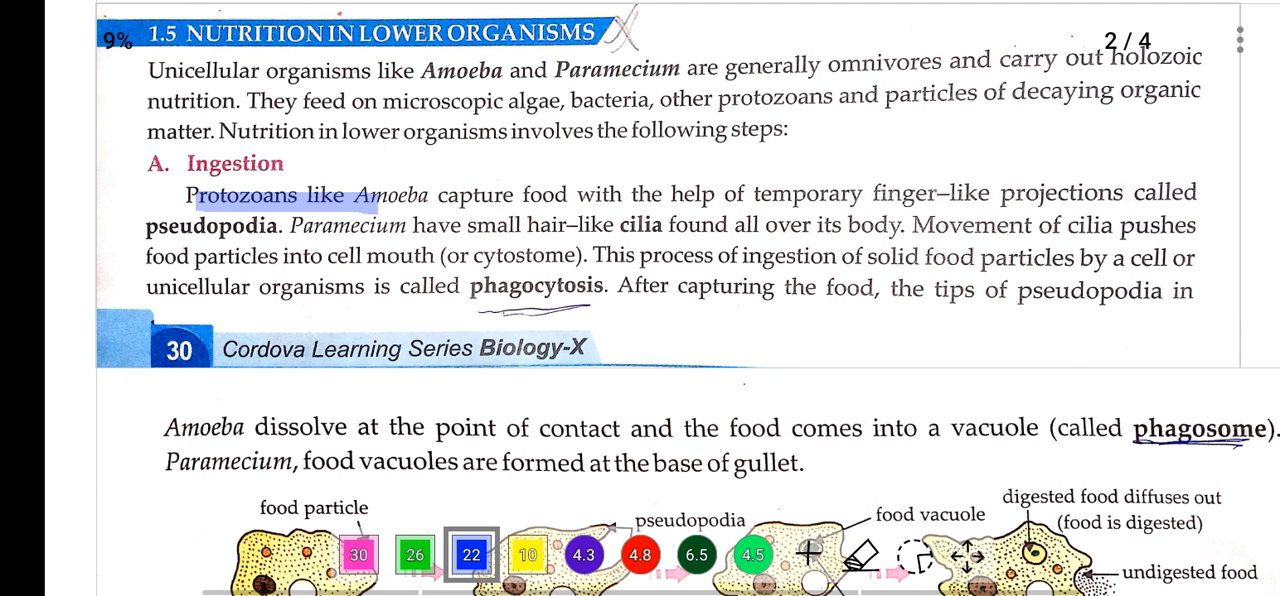 1.5 NUTRITION IN LOWER ORGANISMS
9%
2 / 4
Unicellular organisms like Amoeba and Paramecium are generally omnivores and carry out holozoic
nutrition. They feed on microscopic algae, bacteria, other protozoans and particles of decaying organic
matter. Nutrition in lower organisms involves the following steps:
A. Ingestion
Protozoans like Amoeba capture food with the help of temporary finger–like projections called
pseudopodia. Paramecium have small hair–like cilia found all over its body. Movement of cilia pushes
food particles into cell mouth (or cytostome). This process of ingestion of solid food particles by a cell or
unicellular organisms is called phagocytosis. After capturing the food, the tips of pseudopodia in
30 Cordova Learning Series Biology-X
Amoeba dissolve at the point of contact and the food comes into a vacuole (called phagosome).
Paramecium, food vacuoles are formed at the base of gullet.
food particle
pseudopodia
food vacuole
digested food diffuses out
(food is digested)
undigested food
30 26 22 10 4.3 4.8 6.5 4.5